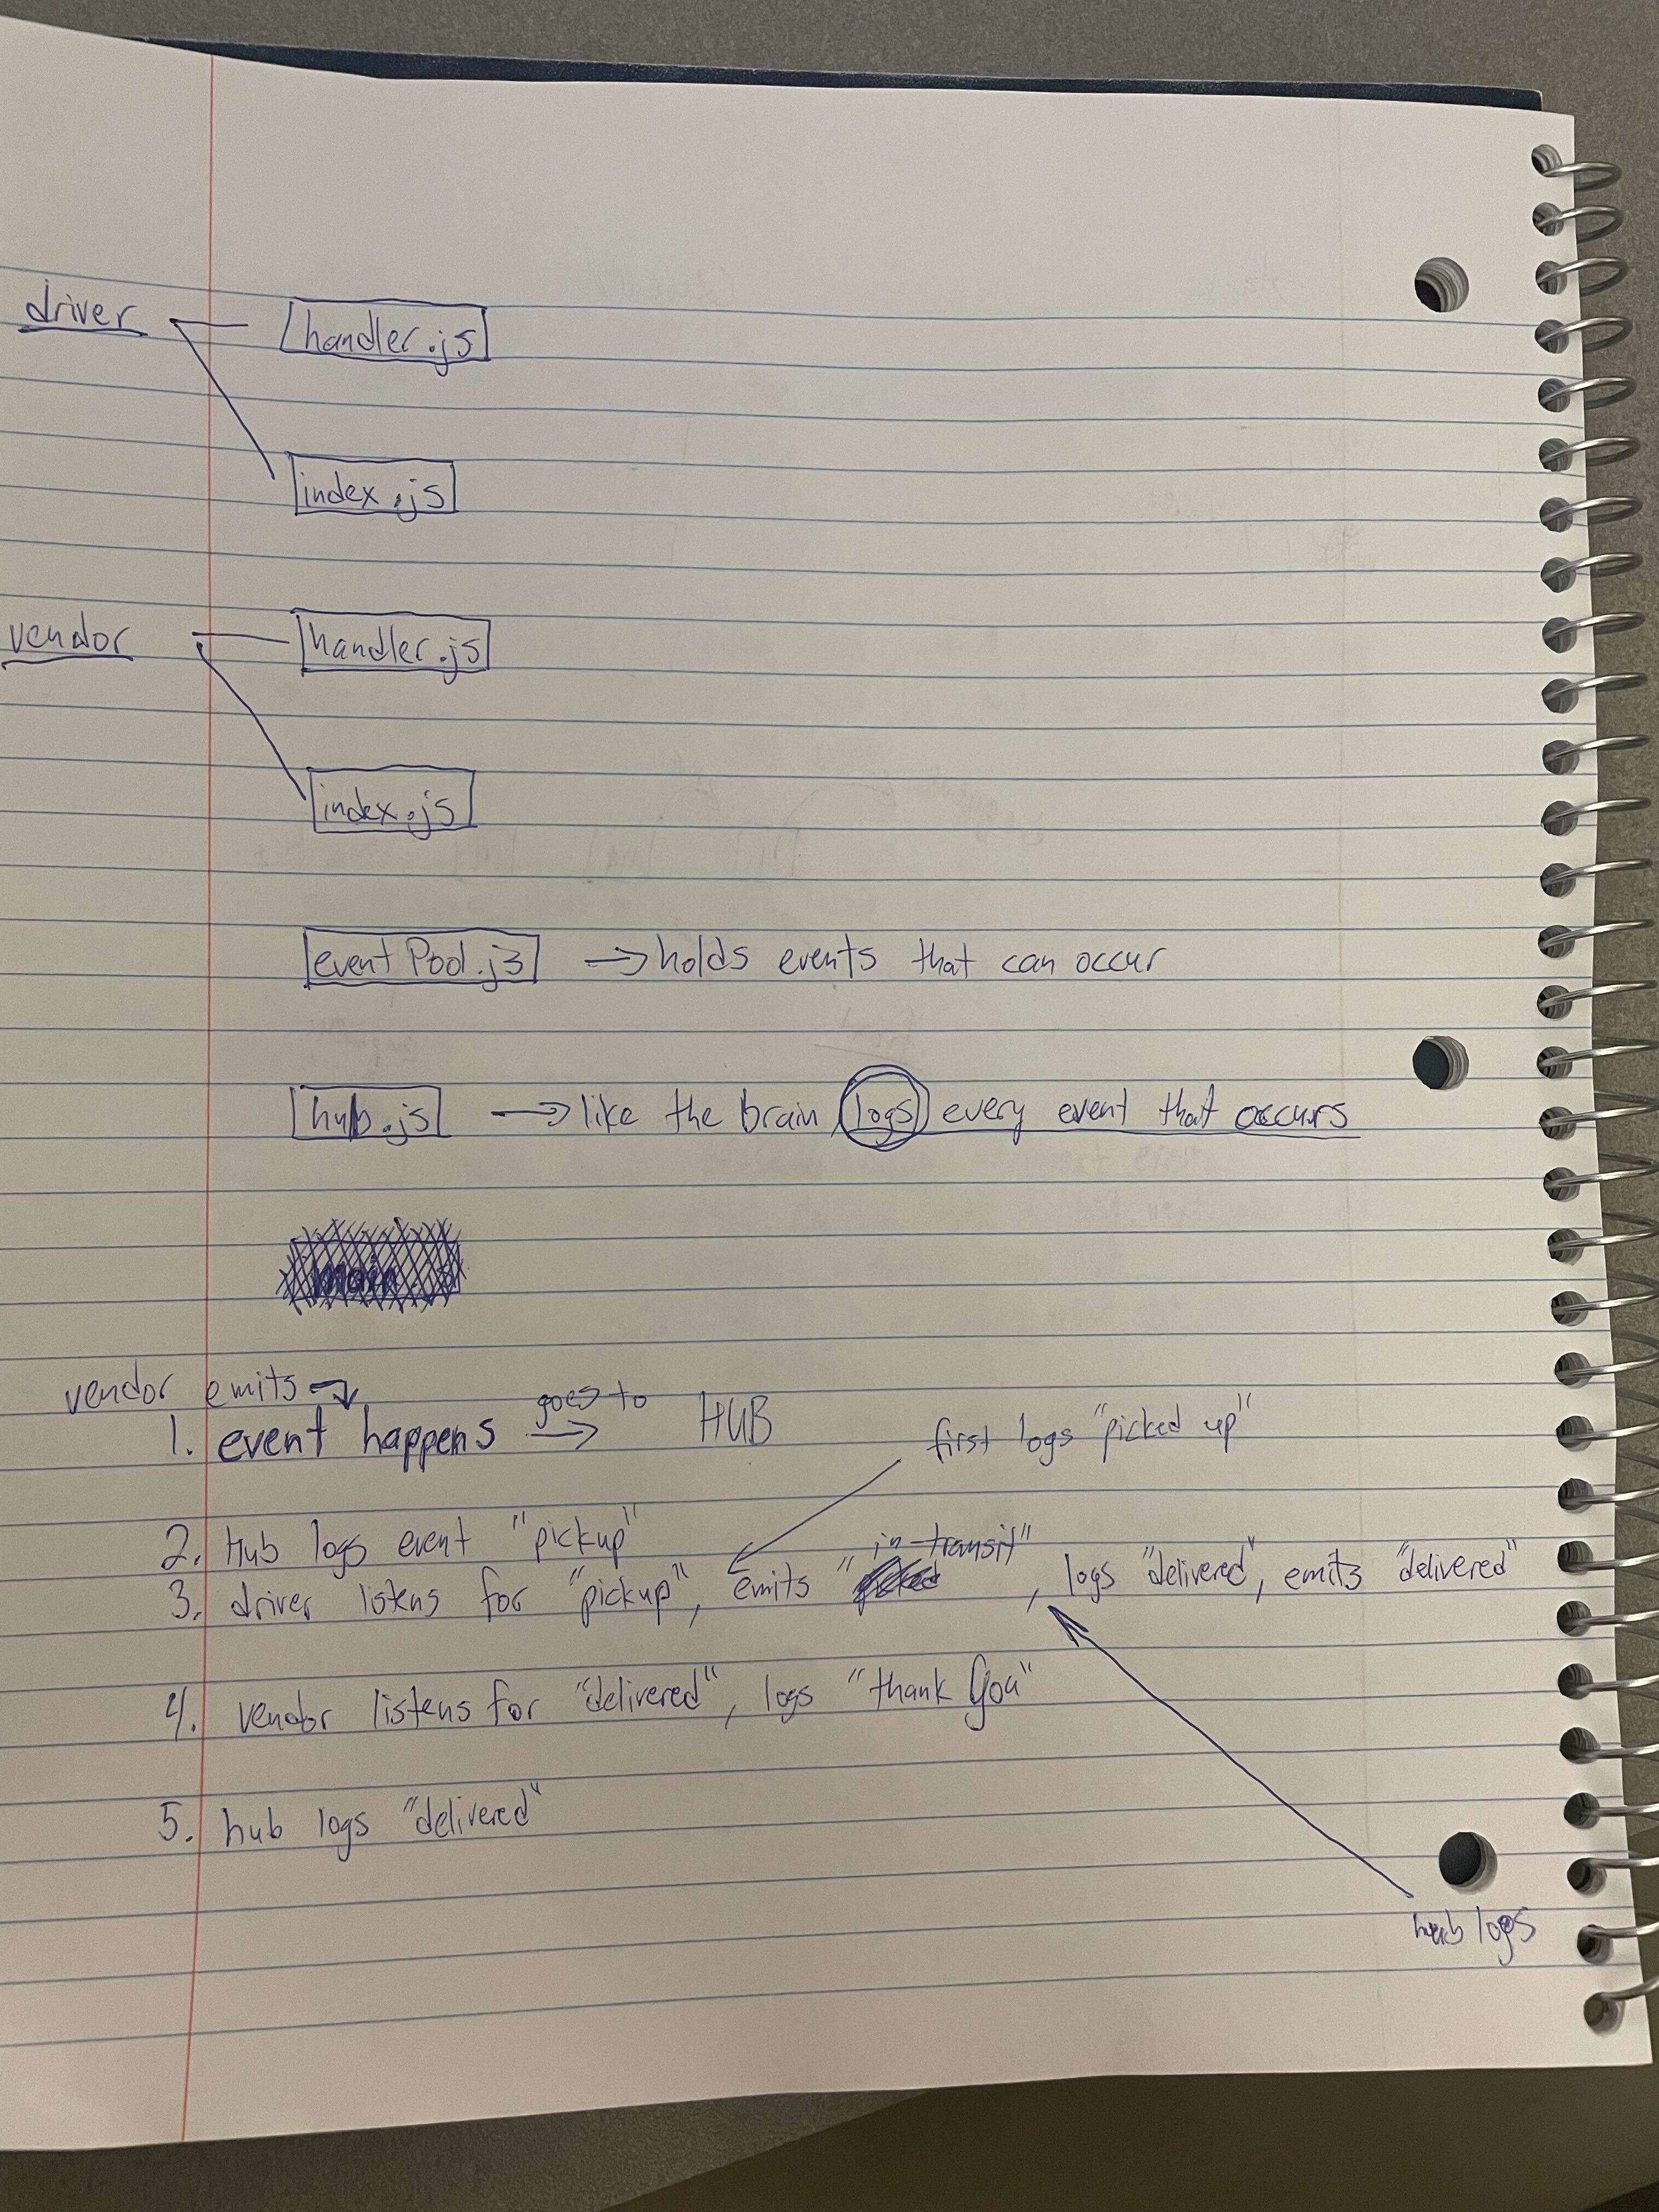 driver
handler.js
index.js
vendor
handler.js
index.js
event Pool.js → holds events that can occur
hub.js → like the brain, logs every event that occurs
vendor emits →
1. event happens goes to → HUB
first logs "picked up"
2. Hub logs event "pickup"
3. driver listens for "pickup", emits "in-transit", logs "delivered", emits "delivered"
4. vendor listens for "delivered", logs "thank you"
5. hub logs "delivered"
hub logs